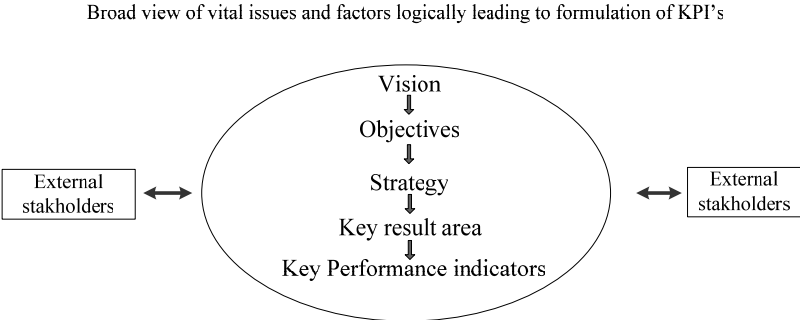 Broad view of vital issues and factors logically leading to formulation of KPI's
Vision
Objectives
Strategy
Key result area
Key Performance indicators
External
stakholders
External
stakholders